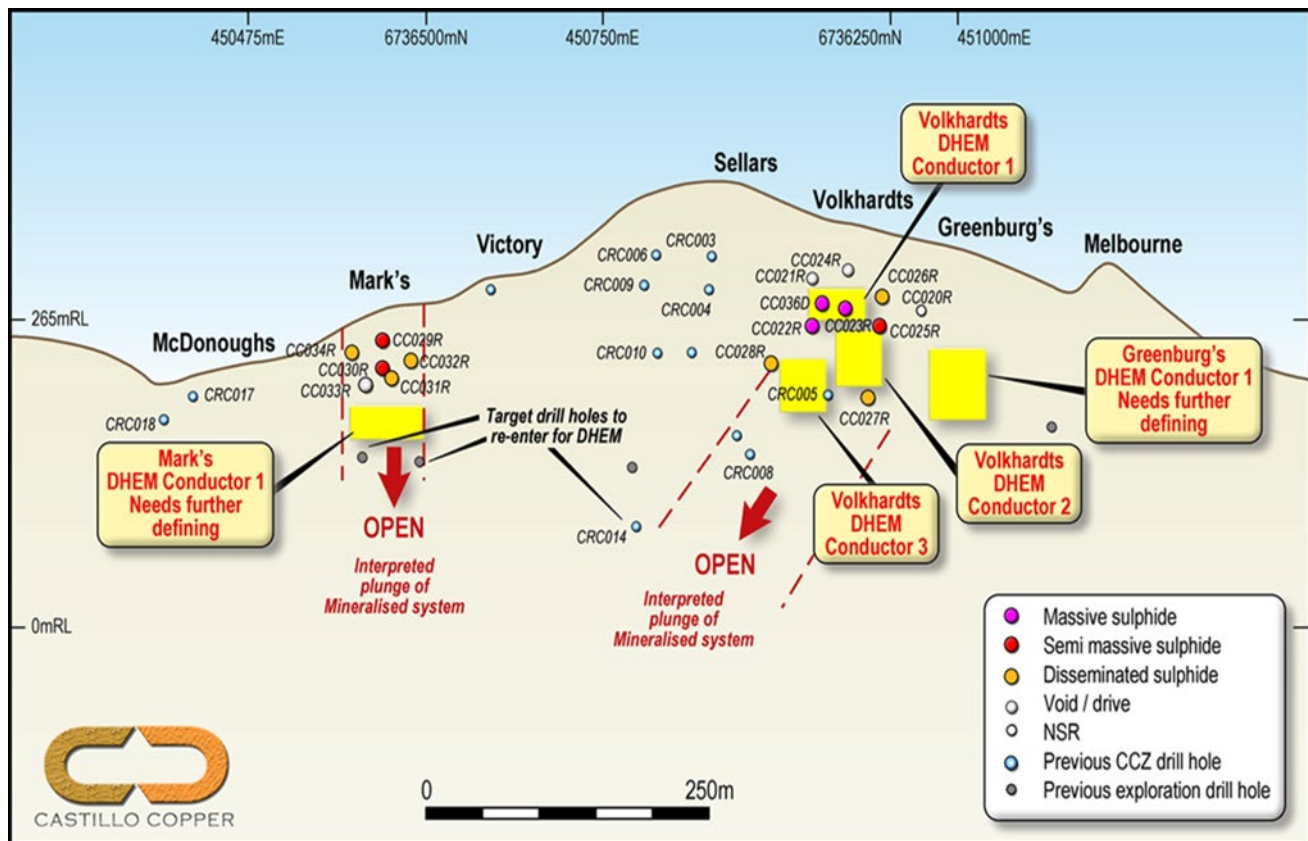 450475mE
6736500mN
450750mE
6736250mN
451000mE
Volkhardts
DHEM
Conductor 1
Sellars
Volkhardts
Greenburg's
Melbourne
Victory
Mark's
McDonoughs
265mRL
CRC006
CRC003
CRC009
CRC004
CRC010
CC024R
CC021R
CC026R
CC036D
CC020R
CC022R
CC023R
CC025R
CC028R
CRC005
CC027R
CC029R
CC034R
CC030R
CC032R
CC033R
CC031R
CRC017
CRC018
Greenburg's
DHEM Conductor 1
Needs further
defining
Target drill holes to
re-enter for DHEM
Mark's
DHEM Conductor 1
Needs further
defining
CRC008
CRC014
Volkhardts
DHEM
Conductor 2
Volkhardts
DHEM
Conductor 3
OPEN
Interpreted
plunge of
Mineralised system
OPEN
Interpreted
plunge of
Mineralised system
0mRL
Massive sulphide
Semi massive sulphide
Disseminated sulphide
Void / drive
NSR
Previous CCZ drill hole
Previous exploration drill hole
CASTILLO COPPER
0
250m